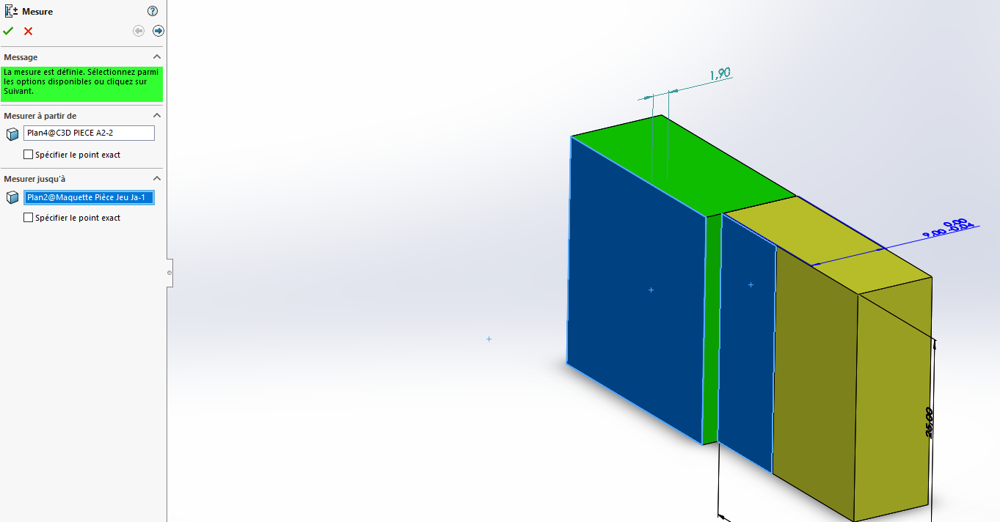 Mesure
Message
La mesure est définie. Sélectionnez parmi
les options disponibles ou cliquez sur
Suivant.
Mesurer à partir de
Plan4@C3D PIECE A2-2
Spécifier le point exact
Mesurer jusqu'à
Plan2@Maquette Pièce Jeu Ja-1
Spécifier le point exact
1,90
0,00
9,00 -0,04
25,00